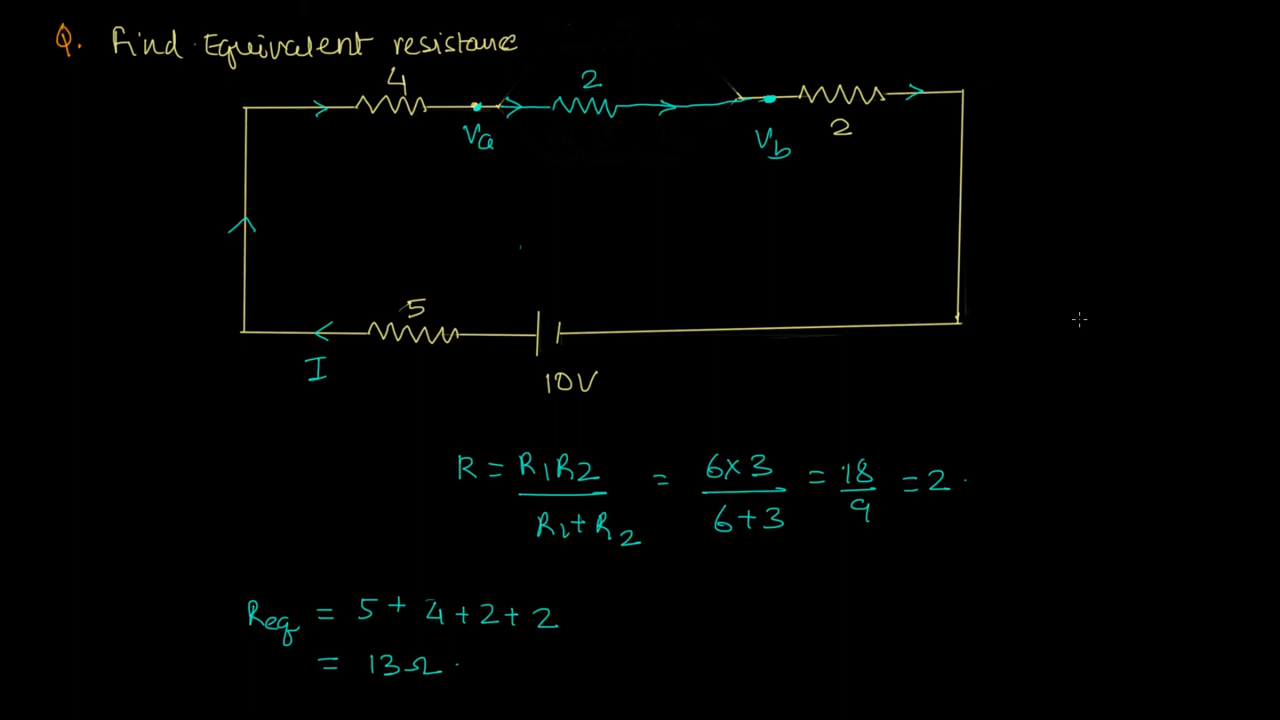 Q. Find Equivalent resistance
4
2
Va
Vb
2
5
I
10V
R = R1R2 / R1+R2 = 6×3 / 6+3 = 18 / 9 = 2.
Req = 5 + 4 + 2 + 2
= 13Ω.